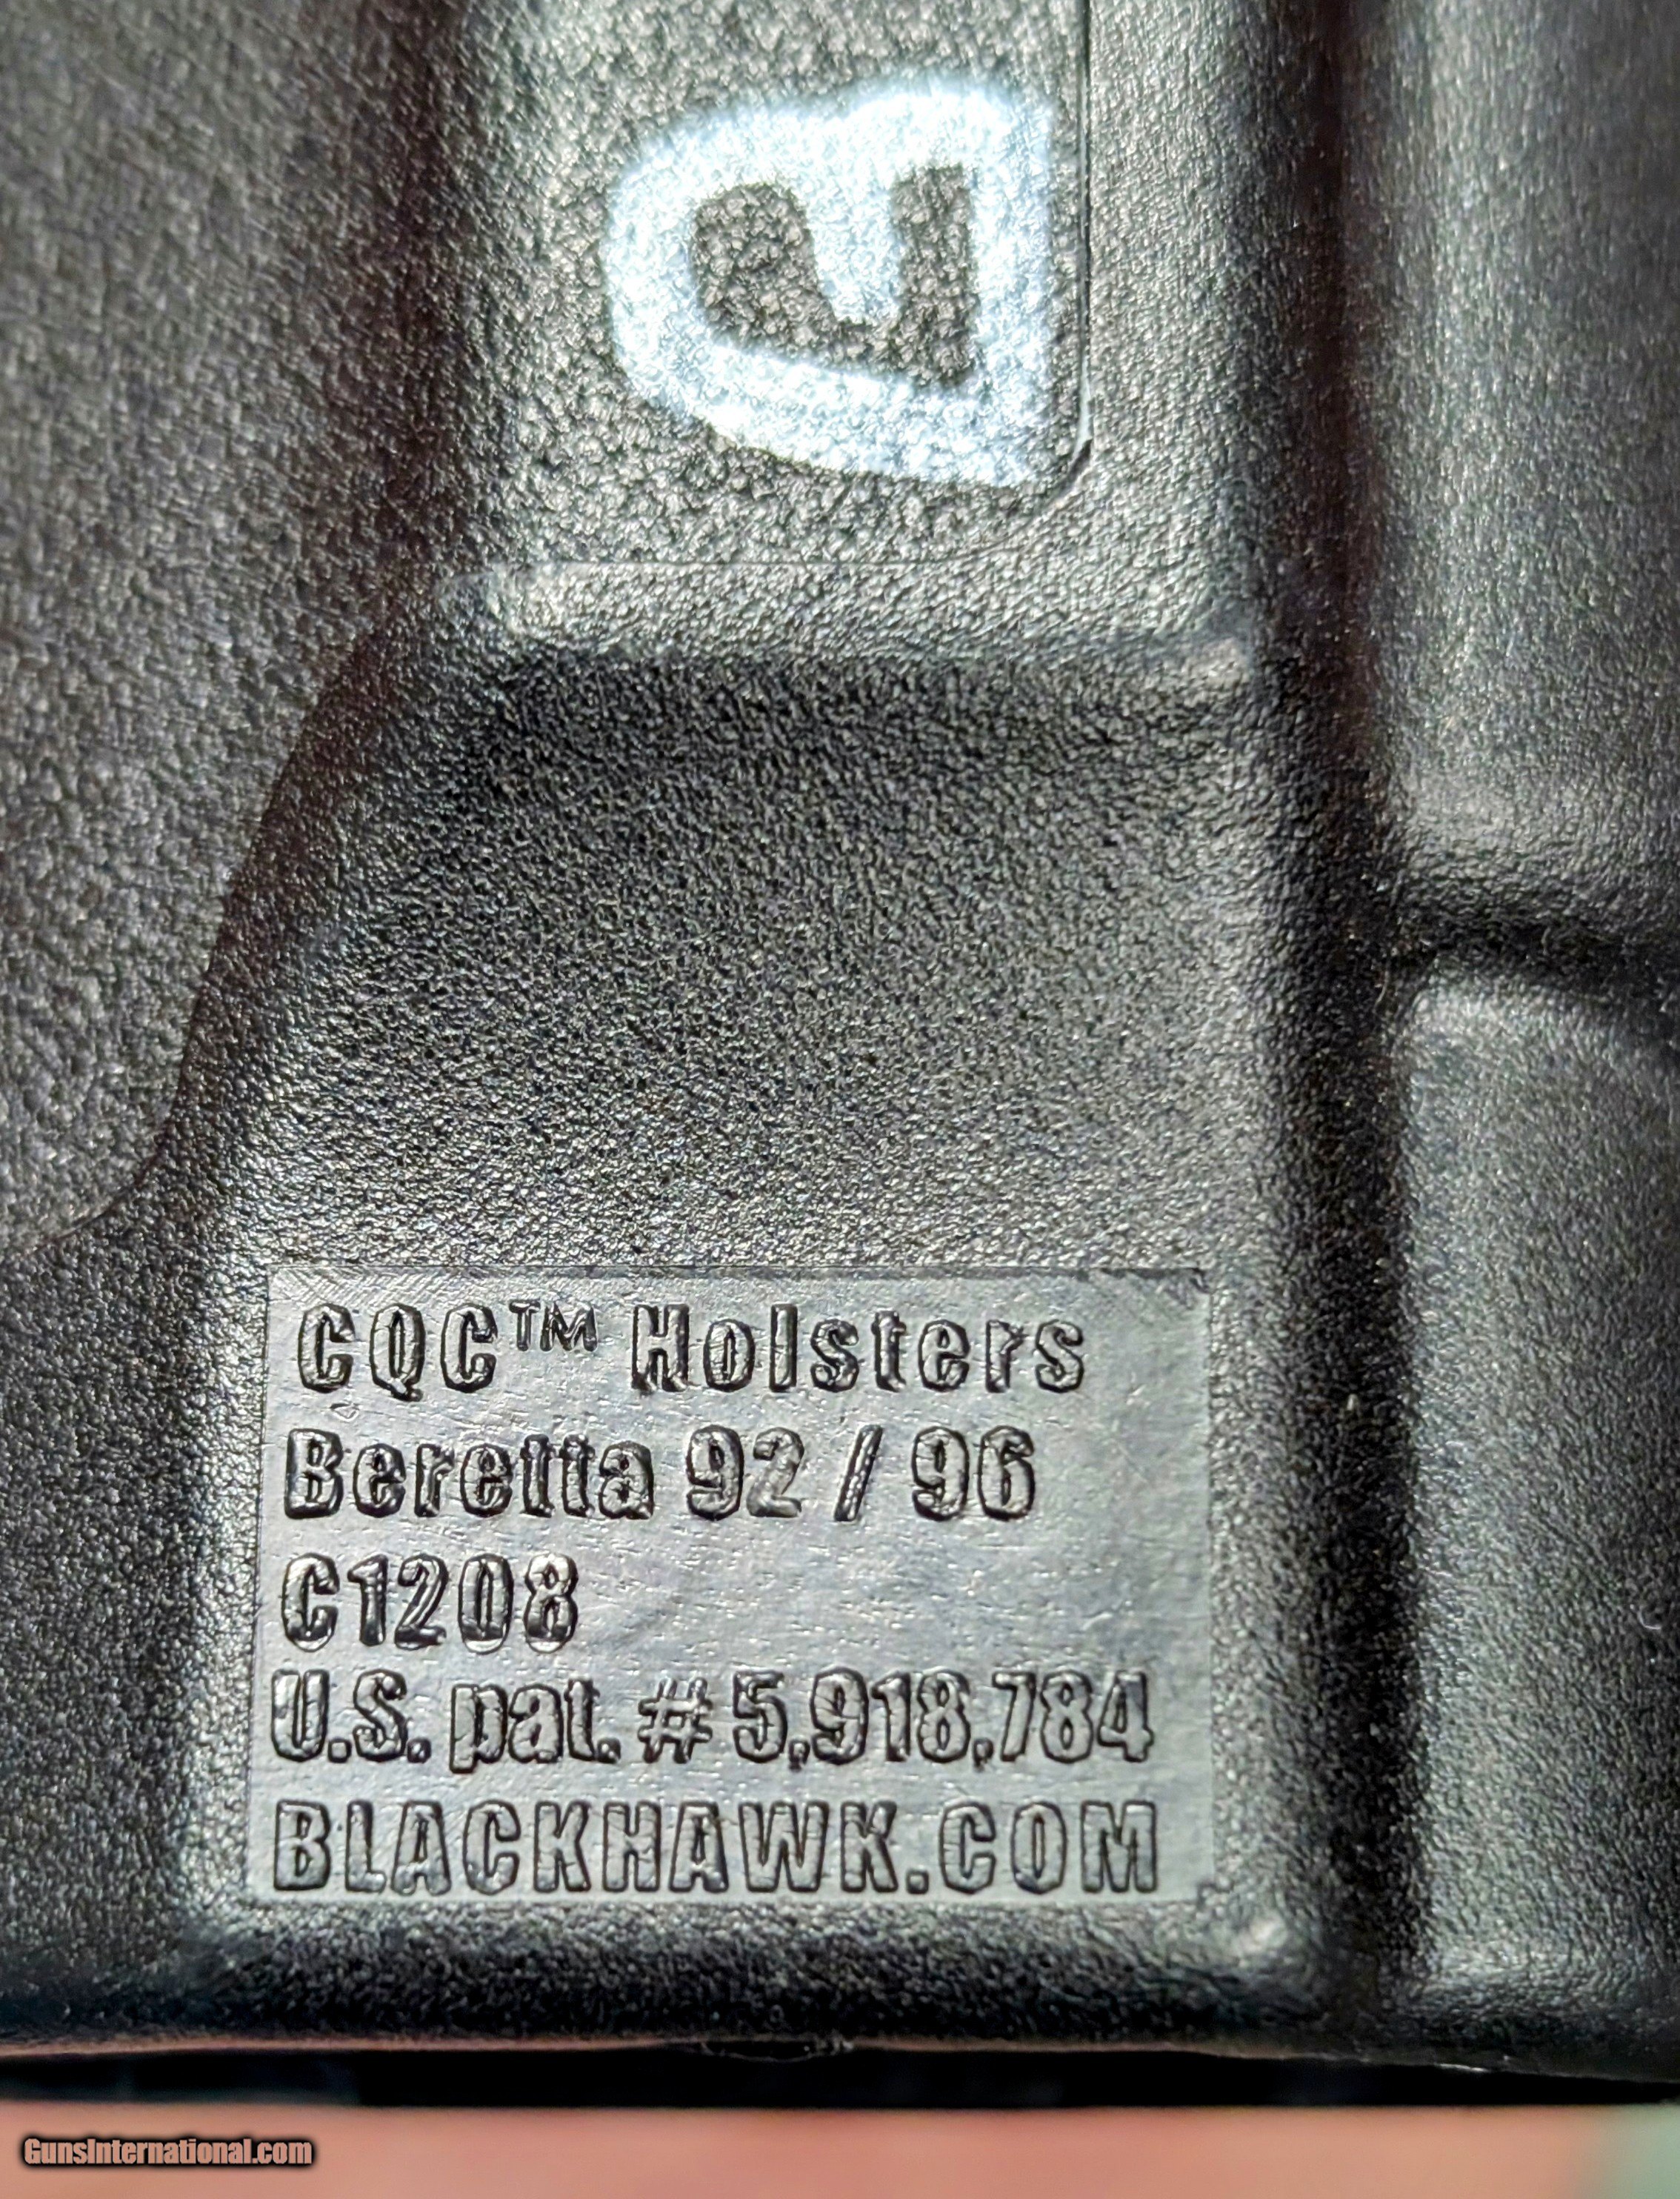 CQC™ Holsters
Beretta 92 / 96
C1208
U.S. pat. # 5,918,784
BLACKHAWK.COM
GunsInternational.com